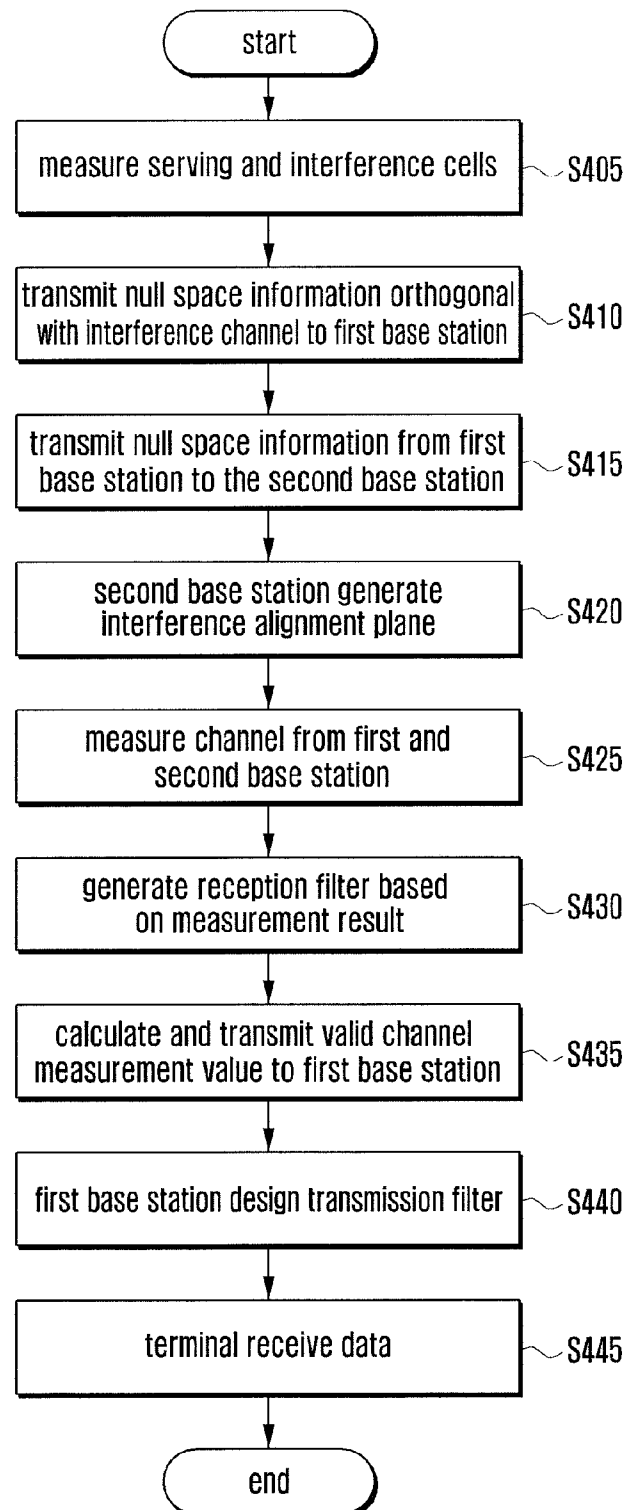 start
measure serving and interference cells
S405
transmit null space information orthogonal
with interference channel to first base station
S410
transmit null space information from first
base station to the second base station
S415
second base station generate
interference alignment plane
S420
measure channel from first and
second base station
S425
generate reception filter based
on measurement result
S430
calculate and transmit valid channel
measurement value to first base station
S435
first base station design transmission filter
S440
terminal receive data
S445
end